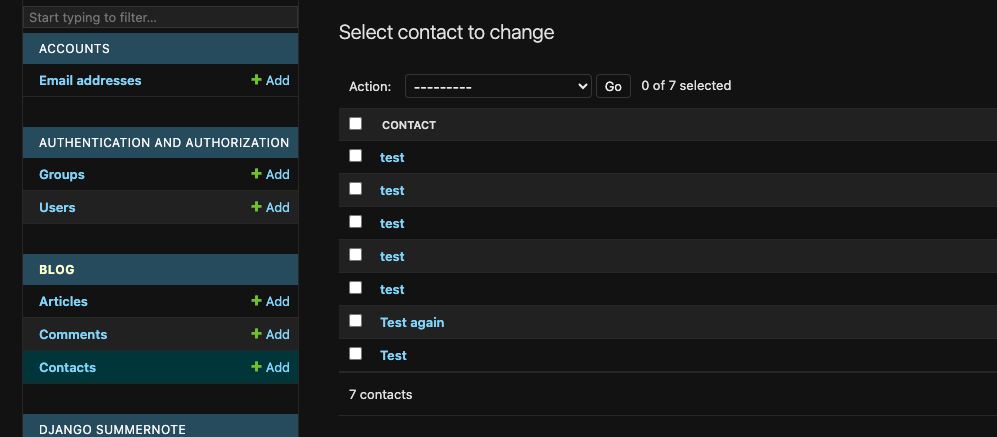 Start typing to filter...
ACCOUNTS
Email addresses + Add
AUTHENTICATION AND AUTHORIZATION
Groups + Add
Users + Add
BLOG
Articles + Add
Comments + Add
Contacts + Add
DJANGO SUMMERNOTE
Select contact to change
Action: --------- Go 0 of 7 selected
CONTACT
test
test
test
test
test
Test again
Test
7 contacts